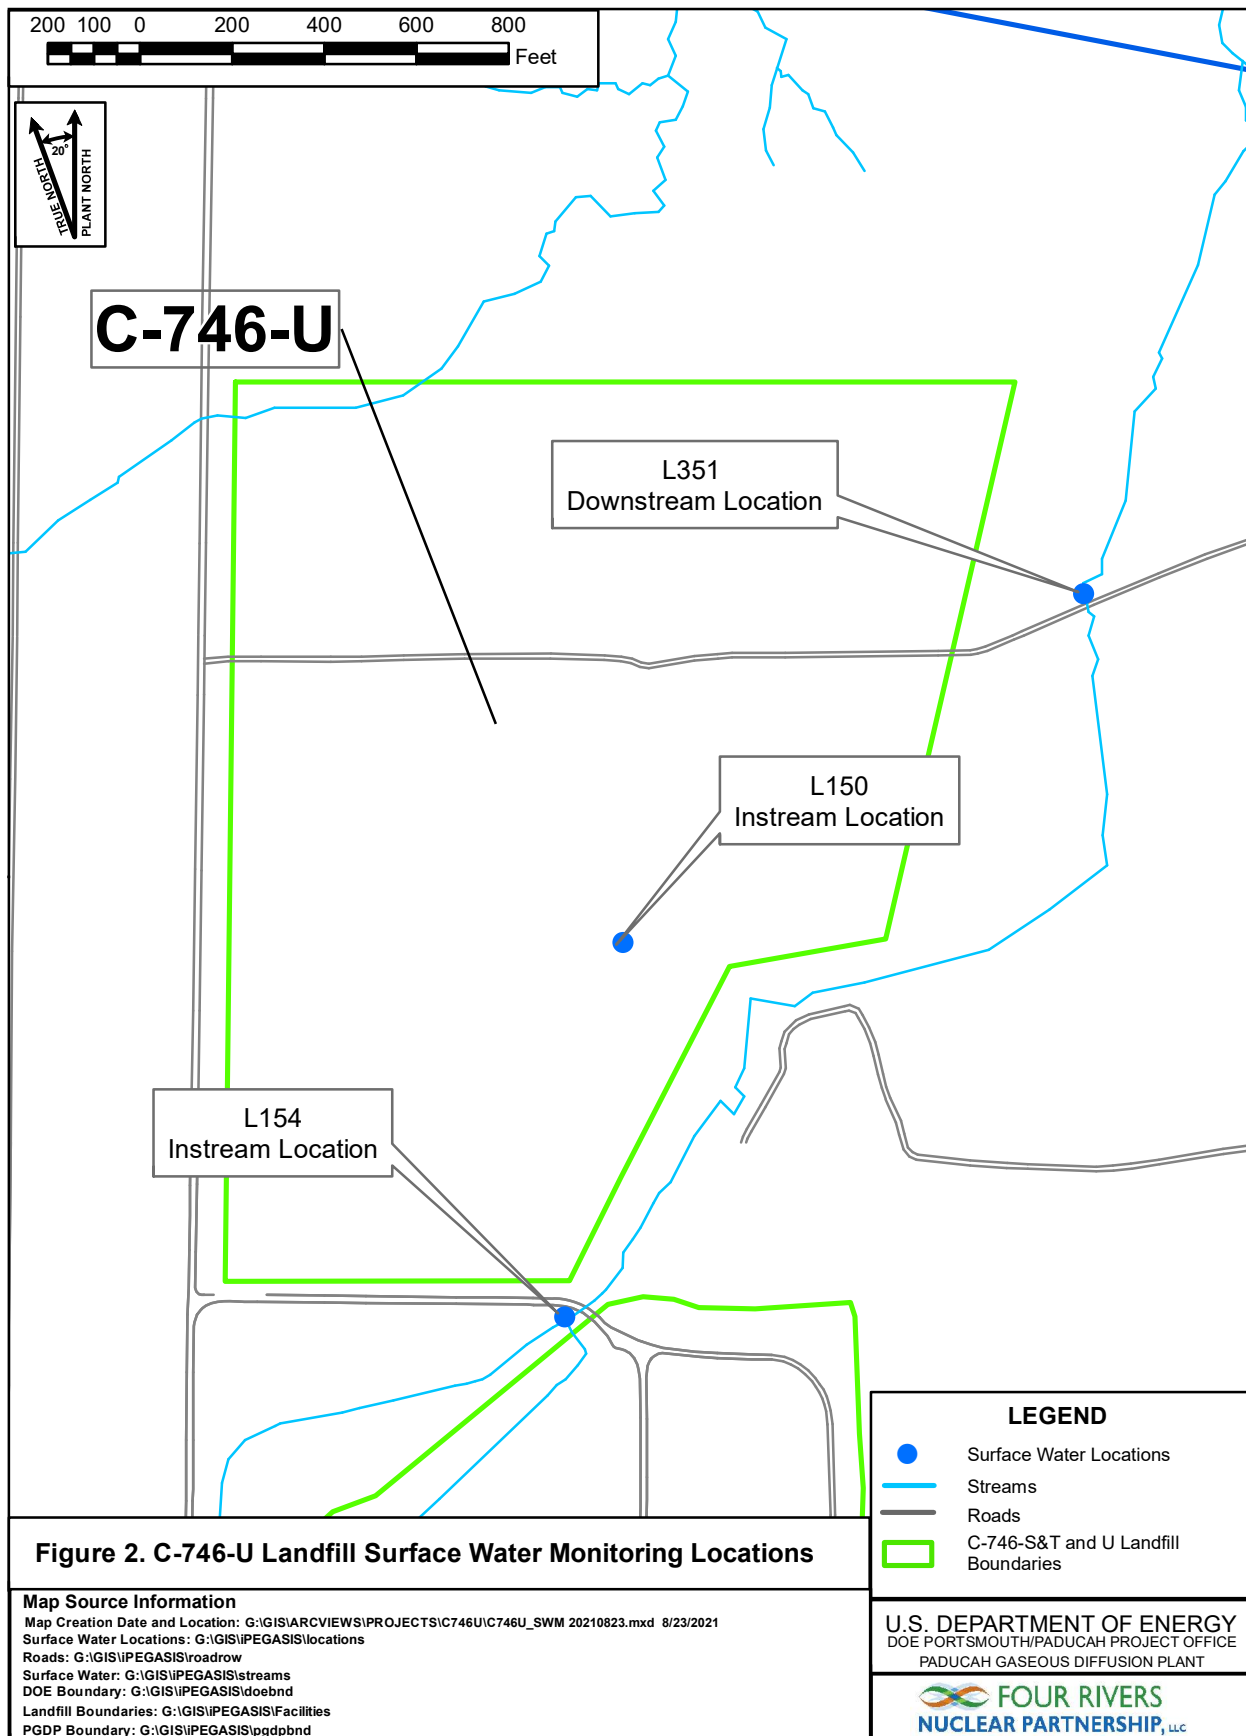 200 100 0 200 400 600 800
Feet
20°
TRUE NORTH
PLANT NORTH
C-746-U
L351
Downstream Location
L150
Instream Location
L154
Instream Location
LEGEND
Surface Water Locations
Streams
Roads
C-746-S&T and U Landfill
Boundaries
Figure 2. C-746-U Landfill Surface Water Monitoring Locations
Map Source Information
Map Creation Date and Location: G:\GIS\ARCVIEWS\PROJECTS\C746U\C746U_SWM 20210823.mxd 8/23/2021
Surface Water Locations: G:\GIS\iPEGASIS\locations
Roads: G:\GIS\iPEGASIS\roadrow
Surface Water: G:\GIS\iPEGASIS\streams
DOE Boundary: G:\GIS\iPEGASIS\doebnd
Landfill Boundaries: G:\GIS\iPEGASIS\Facilities
PGDP Boundary: G:\GIS\iPEGASIS\pgdpbnd
U.S. DEPARTMENT OF ENERGY
DOE PORTSMOUTH/PADUCAH PROJECT OFFICE
PADUCAH GASEOUS DIFFUSION PLANT
FOUR RIVERS
NUCLEAR PARTNERSHIP, LLC